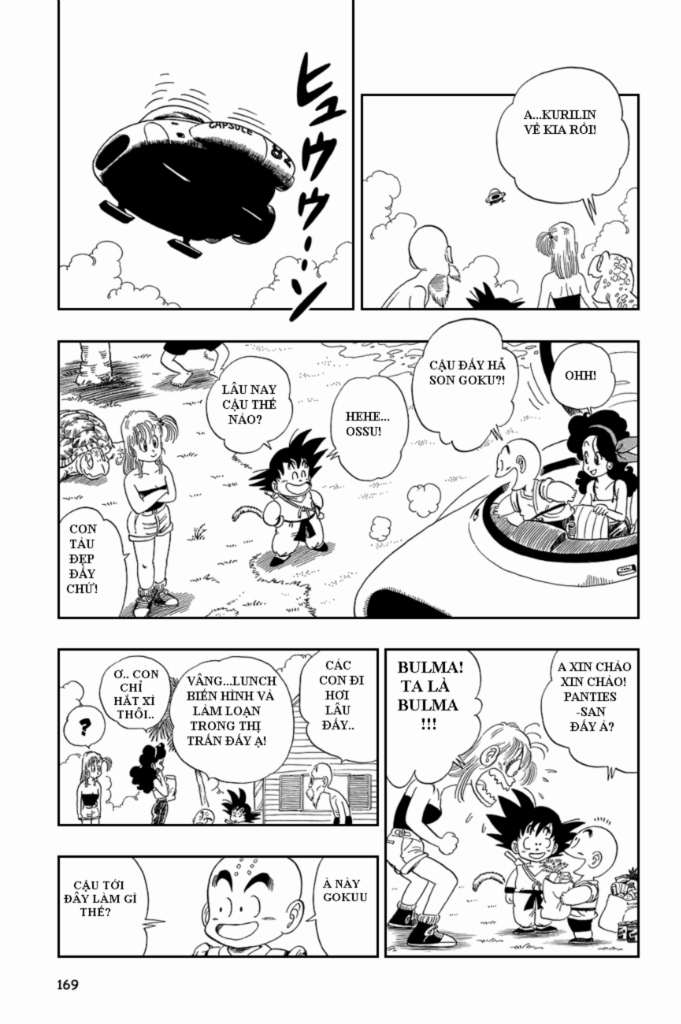 A...KURILIN
VỀ KIA RỒI!
ヒュウウゥーーン
CAPSULE
82
OHH!
CẬU ĐẤY HẢ
SON GOKU?!
HEHE...
OSSU!
LÂU NAY
CẬU THẾ
NÀO?
CON
TÀU
ĐẸP
ĐẤY
CHỨ!
A XIN CHÀO
XIN CHÀO!
PANTIES
-SAN
ĐẤY À?
BULMA!
TA LÀ
BULMA
!!!
CÁC
CON ĐI
HƠI
LÂU
ĐẤY..
VÂNG...LUNCH
BIẾN HÌNH VÀ
LÀM LOẠN
TRONG THỊ
TRẤN ĐẤY Ạ!
Ơ.. CON
CHỈ
HẮT XÌ
THÔI..
?
À NÀY
GOKUU
CẬU TỚI
ĐÂY LÀM GÌ
THẾ?
169